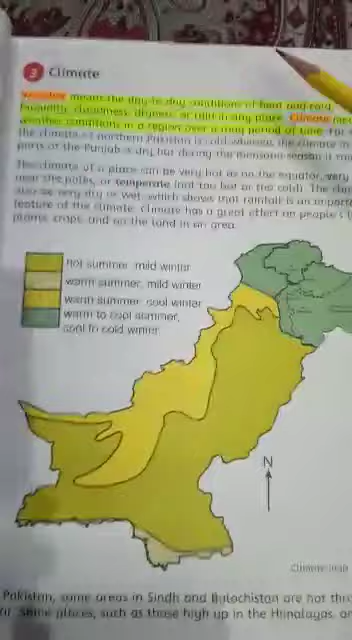 2 Climate
Weather means the day-to-day conditions of heat and cold,
humidity, cloudiness, dryness or rain in any place. Climate
weather conditions in a region over a long period of time. For
the climate of northern Pakistan is cold whereas the climate in
parts of the Punjab is dry, but during the monsoon season it
The climate of a place can be very hot as on the equator, very
near the poles, or temperate (not too hot or too cold). The
also be very dry or wet, which shows that rainfall is an
feature of the climate. Climate has a great effect on people's
plants, crops, and on the land in an area.
hot summer, mild winter
warm summer, mild winter
warm summer, cool winter
warm to cool summer,
cool to cold winter
N
Climate map
Pakistan, some areas in Sindh and Balochistan are hot
Some places, such as those high up in the Himalayas,